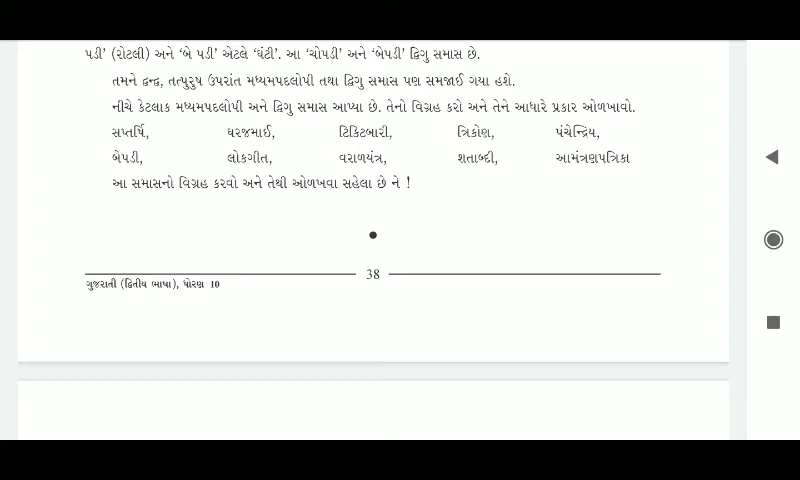 પડી' (રોટલી) અને 'બે પડી' એટલે 'ઘંટી'. આ 'ચોપડી' અને 'બેપડી' દ્વિગુ સમાસ છે.
તમને દ્વન્દ્વ, તત્પુરુષ ઉપરાંત મધ્યમપદલોપી તથા દ્વિગુ સમાસ પણ સમજાઈ ગયા હશે.
નીચે કેટલાક મધ્યમપદલોપી અને દ્વિગુ સમાસ આપ્યા છે. તેનો વિગ્રહ કરો અને તેને આધારે પ્રકાર ઓળખાવો.
સપ્તર્ષિ, ઘરજમાઈ, ટિકિટબારી, ત્રિકોણ, પંચેન્દ્રિય,
બેપડી, લોકગીત, વરાળયંત્ર, શતાબ્દી, આમંત્રણપત્રિકા
આ સમાસનો વિગ્રહ કરવો અને તેથી ઓળખવા સહેલા છે ને !
38
ગુજરાતી (દ્વિતીય ભાષા), ધોરણ 10